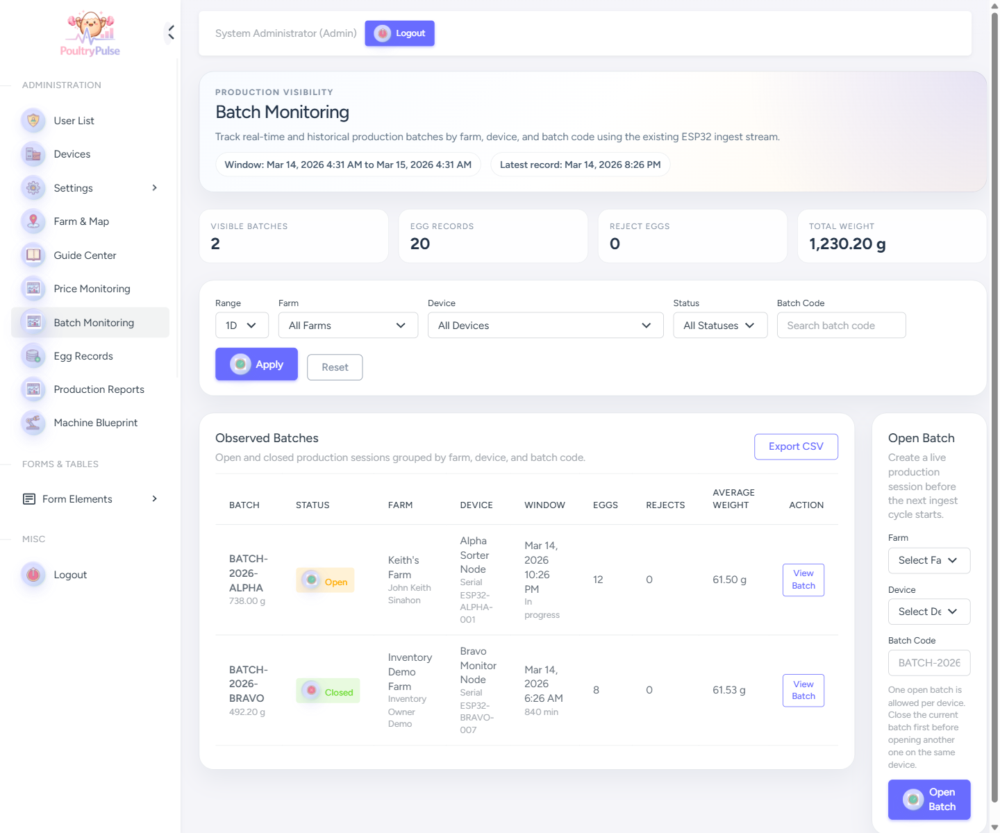 PoultryPulse
ADMINISTRATION
User List
Devices
Settings
Farm & Map
Guide Center
Price Monitoring
Batch Monitoring
Egg Records
Production Reports
Machine Blueprint
FORMS & TABLES
Form Elements
MISC
Logout
System Administrator (Admin)
Logout
PRODUCTION VISIBILITY
Batch Monitoring
Track real-time and historical production batches by farm, device, and batch code using the existing ESP32 ingest stream.
Window: Mar 14, 2026 4:31 AM to Mar 15, 2026 4:31 AM
Latest record: Mar 14, 2026 8:26 PM
VISIBLE BATCHES
2
EGG RECORDS
20
REJECT EGGS
0
TOTAL WEIGHT
1,230.20 g
Range
1D
Farm
All Farms
Device
All Devices
Status
All Statuses
Batch Code
Search batch code
Apply
Reset
Observed Batches
Open and closed production sessions grouped by farm, device, and batch code.
Export CSV
BATCH
STATUS
FARM
DEVICE
WINDOW
EGGS
REJECTS
AVERAGE
WEIGHT
ACTION
BATCH-
2026-
ALPHA
738.00 g
Open
Keith's
Farm
John Keith
Sinahon
Alpha
Sorter
Node
Serial
ESP32-
ALPHA-
001
Mar 14,
2026
10:26
PM
In
progress
12
0
61.50 g
View
Batch
BATCH-
2026-
BRAVO
492.20 g
Closed
Inventory
Demo
Farm
Inventory
Owner
Demo
Bravo
Monitor
Node
Serial
ESP32-
BRAVO-
007
Mar 14,
2026
6:26 AM
840 min
8
0
61.53 g
View
Batch
Open Batch
Create a live
production
session before
the next ingest
cycle starts.
Farm
Select Fa
Device
Select De
Batch Code
BATCH-2026
One open batch is
allowed per device.
Close the current
batch first before
opening another
one on the same
device.
Open
Batch